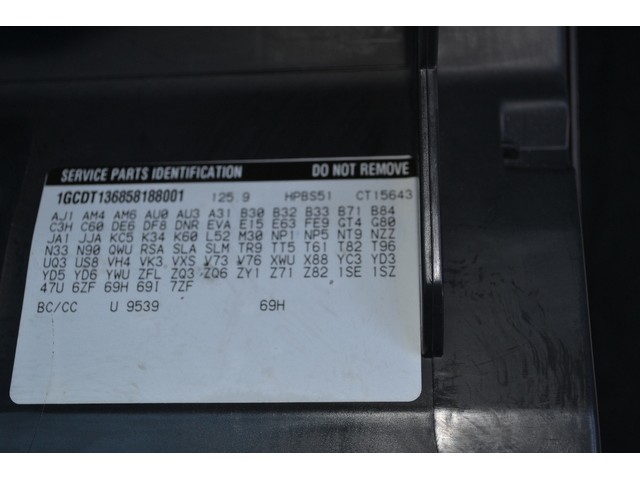 SERVICE PARTS IDENTIFICATION DO NOT REMOVE
1GCDT136858188001 125.9 HPBS51 CT15643
AJ1 AM4 AM6 AU0 AU3 A31 B30 B32 B33 B71 B84
C3H C60 DE6 DF8 DNR EVA E15 E63 FE9 GT4 G80
JA1 JJA KC5 K34 K60 L52 M30 NP1 NP5 NT9 NZZ
N33 N90 QWU RSA SLA SLM TR9 TT5 T61 T82 T96
UQ3 US8 VH4 VK3 VXS V73 V76 XWU X88 YC3 YD3
YD5 YD6 YWU ZFL ZQ3 ZQ6 ZY1 Z71 Z82 1SE 1SZ
47U 6ZF 69H 69I 7ZF
BC/CC U 9539 69H